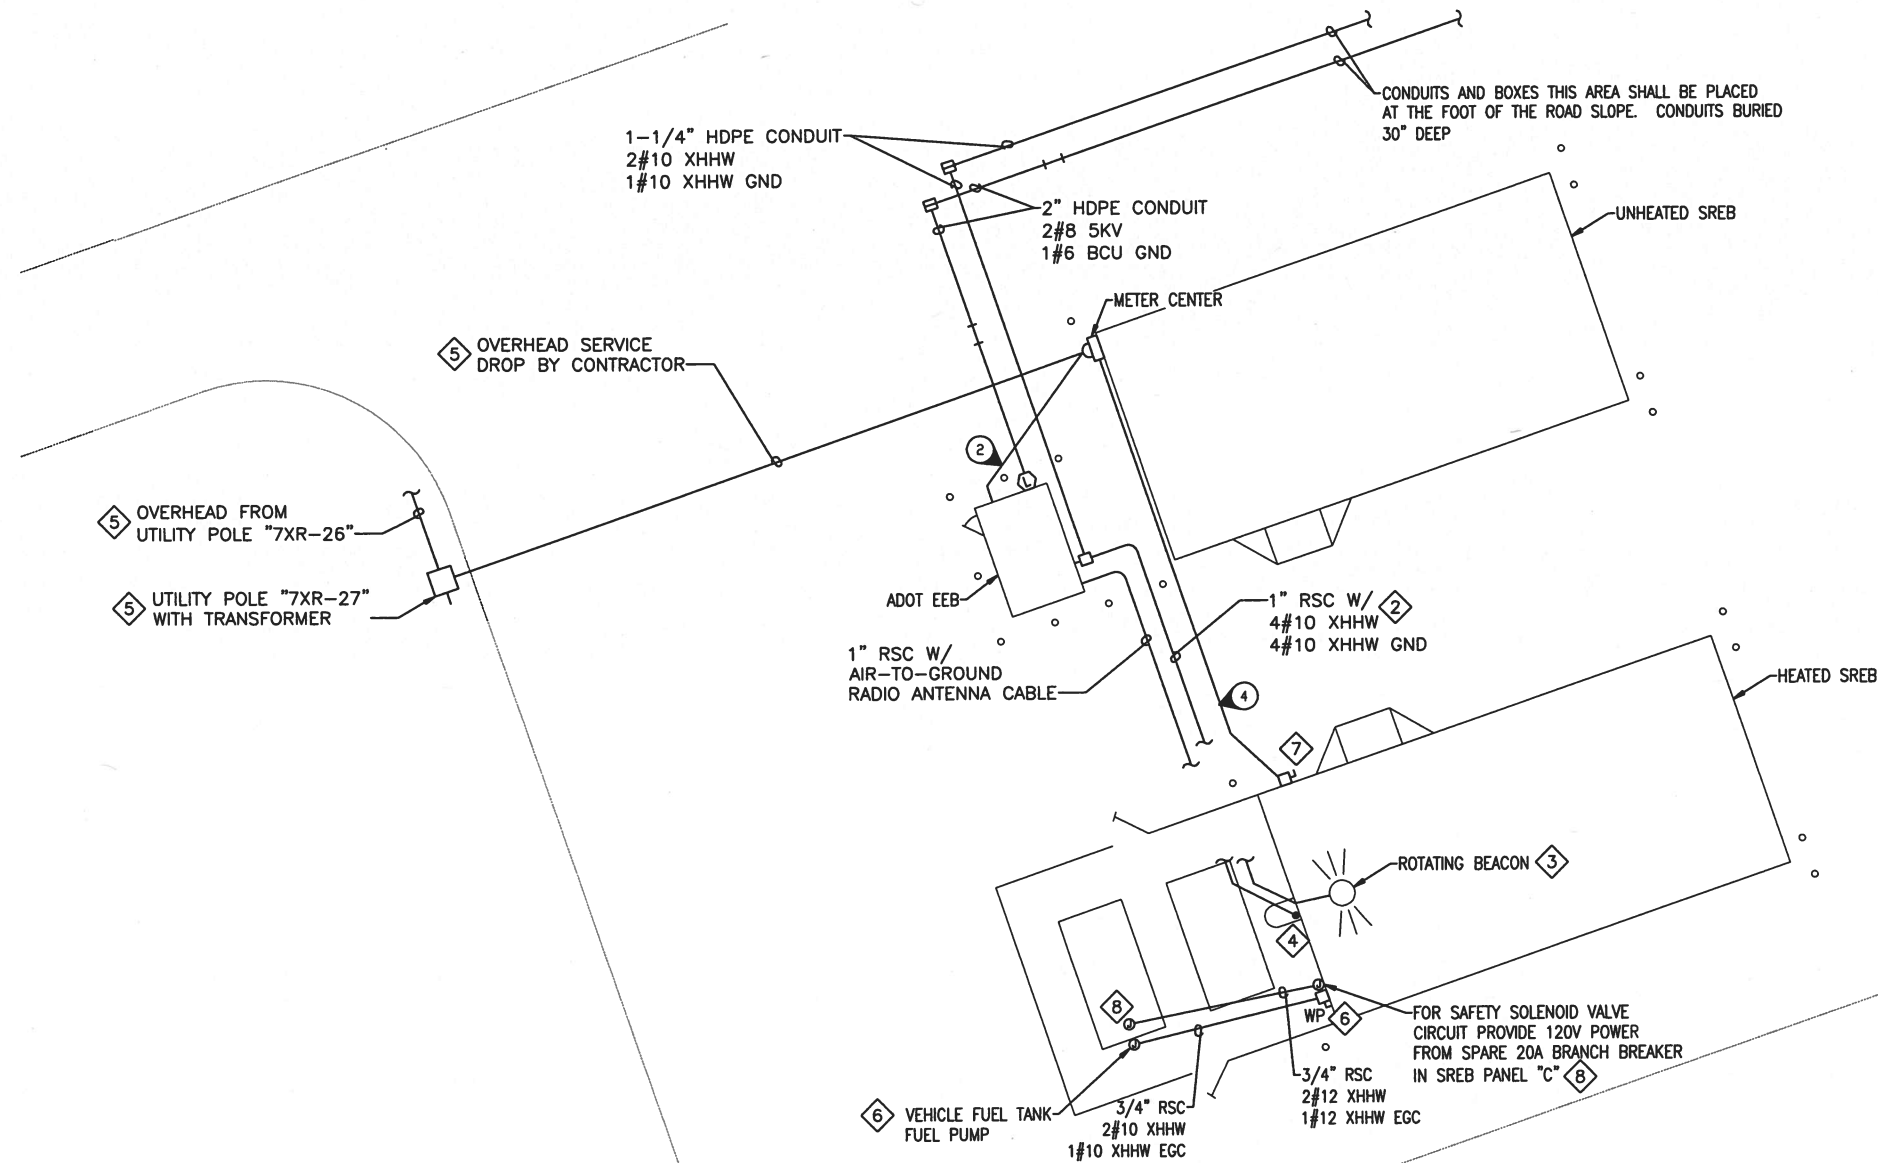 CONDUITS AND BOXES THIS AREA SHALL BE PLACED
AT THE FOOT OF THE ROAD SLOPE. CONDUITS BURIED
30" DEEP
1-1/4" HDPE CONDUIT
2#10 XHHW
1#10 XHHW GND
2" HDPE CONDUIT
2#8 5KV
1#6 BCU GND
UNHEATED SREB
METER CENTER
5 OVERHEAD SERVICE
DROP BY CONTRACTOR
2
L
5 OVERHEAD FROM
UTILITY POLE "7XR-26"
5 UTILITY POLE "7XR-27"
WITH TRANSFORMER
ADOT EEB
1" RSC W/ 2
4#10 XHHW
4#10 XHHW GND
1" RSC W/
AIR-TO-GROUND
RADIO ANTENNA CABLE
HEATED SREB
4
7
ROTATING BEACON 3
4
8
J
J
J
WP
6
FOR SAFETY SOLENOID VALVE
CIRCUIT PROVIDE 120V POWER
FROM SPARE 20A BRANCH BREAKER
IN SREB PANEL "C" 8
3/4" RSC
2#12 XHHW
1#12 XHHW EGC
6 VEHICLE FUEL TANK
FUEL PUMP
3/4" RSC
2#10 XHHW
1#10 XHHW EGC